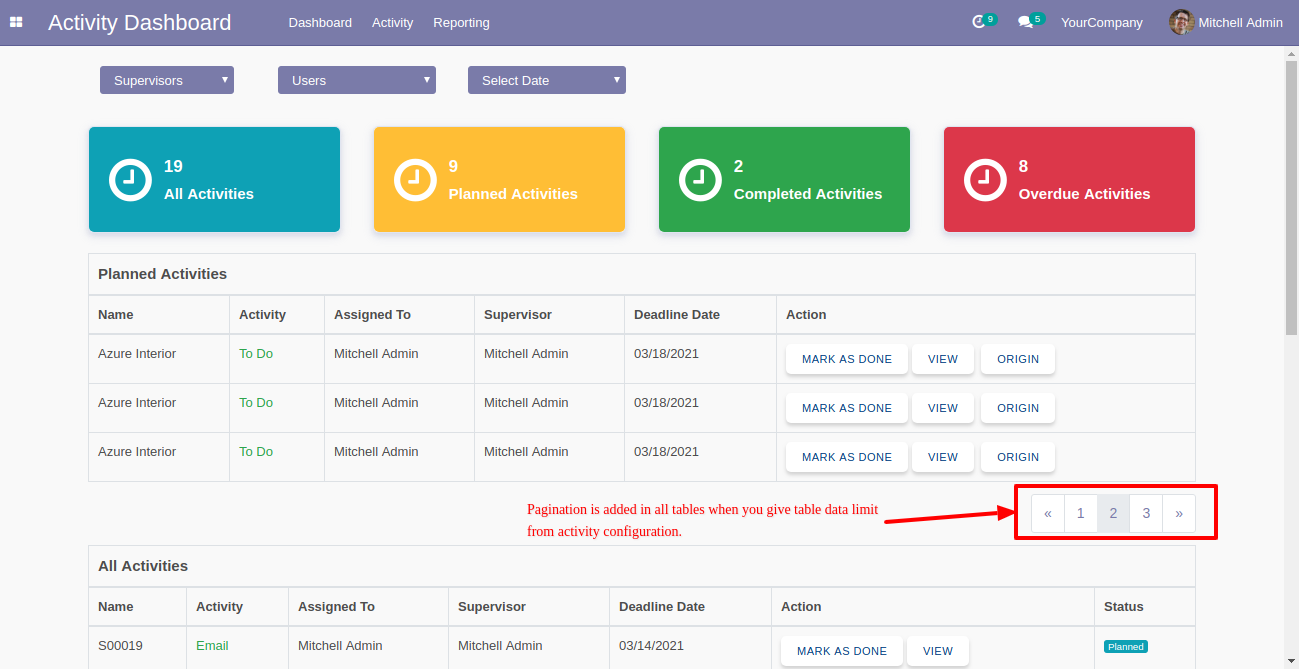 Activity Dashboard Dashboard Activity Reporting 9 5 YourCompany Mitchell Admin
Supervisors Users Select Date
19 9 2 8
All Activities Planned Activities Completed Activities Overdue Activities
Planned Activities
Name Activity Assigned To Supervisor Deadline Date Action
Azure Interior To Do Mitchell Admin Mitchell Admin 03/18/2021 MARK AS DONE VIEW ORIGIN
Azure Interior To Do Mitchell Admin Mitchell Admin 03/18/2021 MARK AS DONE VIEW ORIGIN
Azure Interior To Do Mitchell Admin Mitchell Admin 03/18/2021 MARK AS DONE VIEW ORIGIN
Pagination is added in all tables when you give table data limit
from activity configuration.
« 1 2 3 »
All Activities
Name Activity Assigned To Supervisor Deadline Date Action Status
S00019 Email Mitchell Admin Mitchell Admin 03/14/2021 MARK AS DONE VIEW Planned